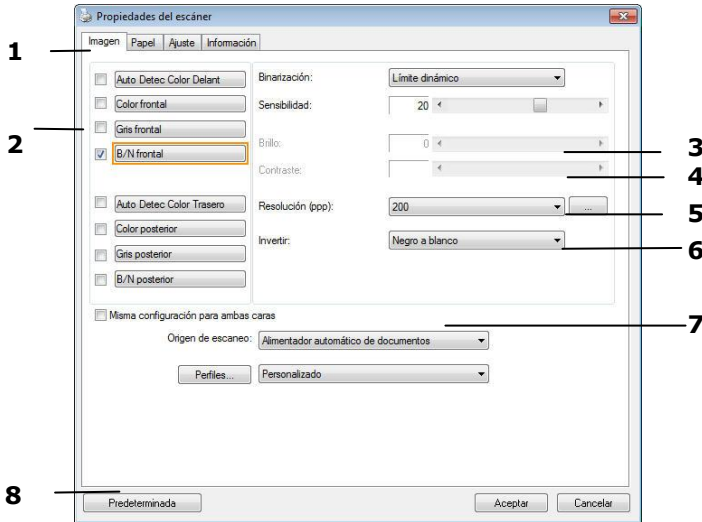 Propiedades del escáner
1 Imagen Papel Ajuste Información
Auto Detec Color Delant Binarización: Límite dinámico
Color frontal Sensibilidad: 20
2 Gris frontal
B/N frontal Brillo: 0 3
Contraste: 4
Auto Detec Color Trasero Resolución (ppp): 200 ... 5
Color posterior Invertir: Negro a blanco 6
Gris posterior
B/N posterior
Misma configuración para ambas caras 7
Origen de escaneo: Alimentador automático de documentos
Perfiles... Personalizado
8 Predeterminada Aceptar Cancelar